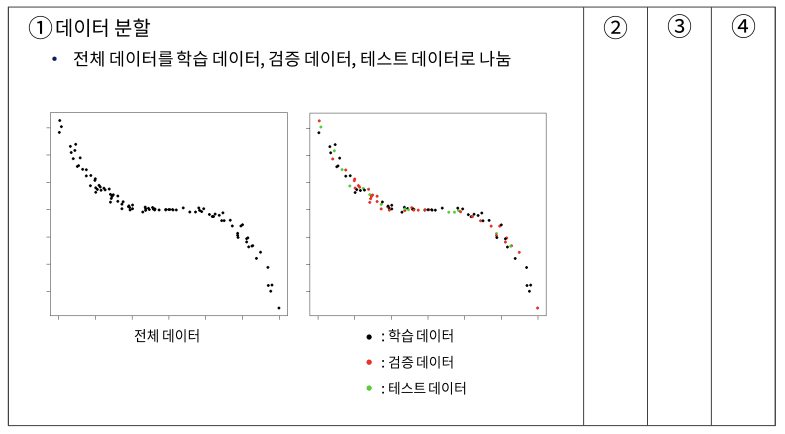 ① 데이터 분할
② ③ ④
• 전체 데이터를 학습 데이터, 검증 데이터, 테스트 데이터로 나눔
전체 데이터
: 학습 데이터
: 검증 데이터
: 테스트 데이터